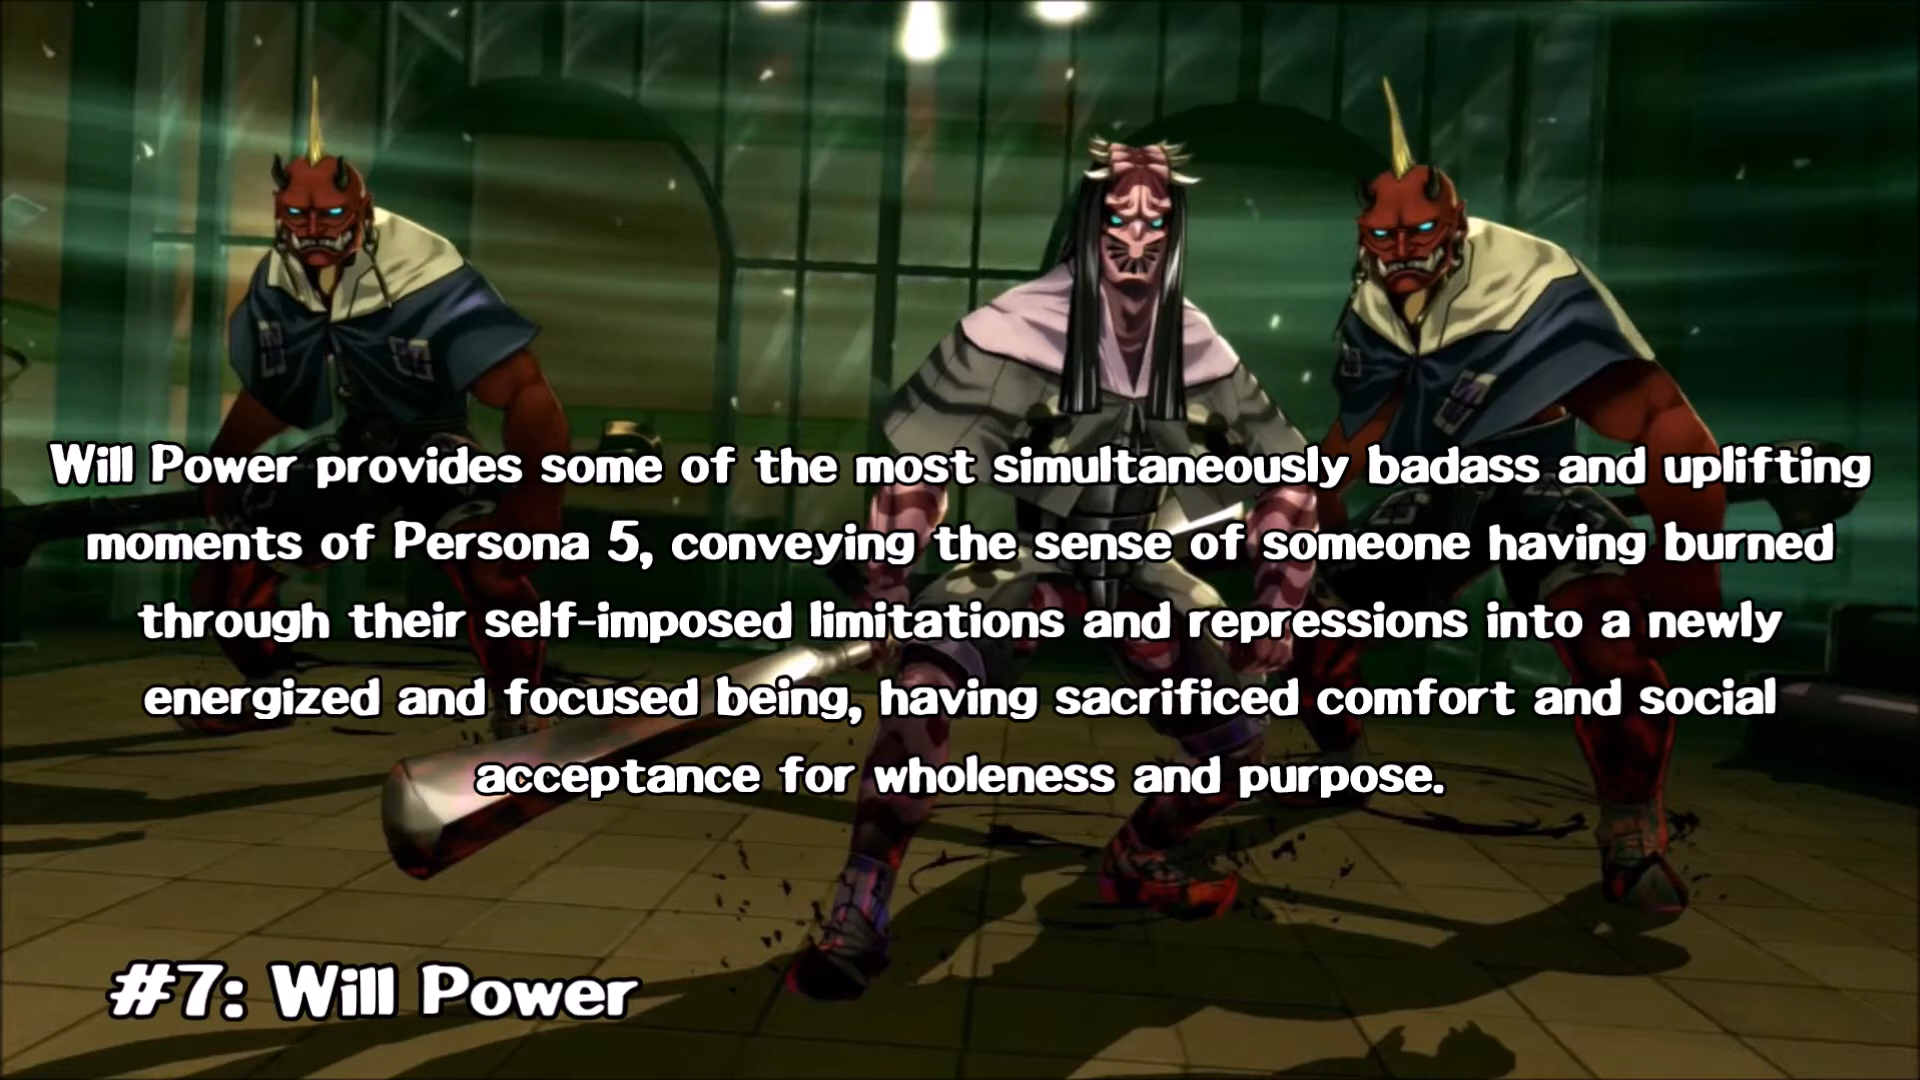 Will Power provides some of the most simultaneously badass and uplifting
moments of Persona 5, conveying the sense of someone having burned
through their self-imposed limitations and repressions into a newly
energized and focused being, having sacrificed comfort and social
acceptance for wholeness and purpose.
#7: Will Power